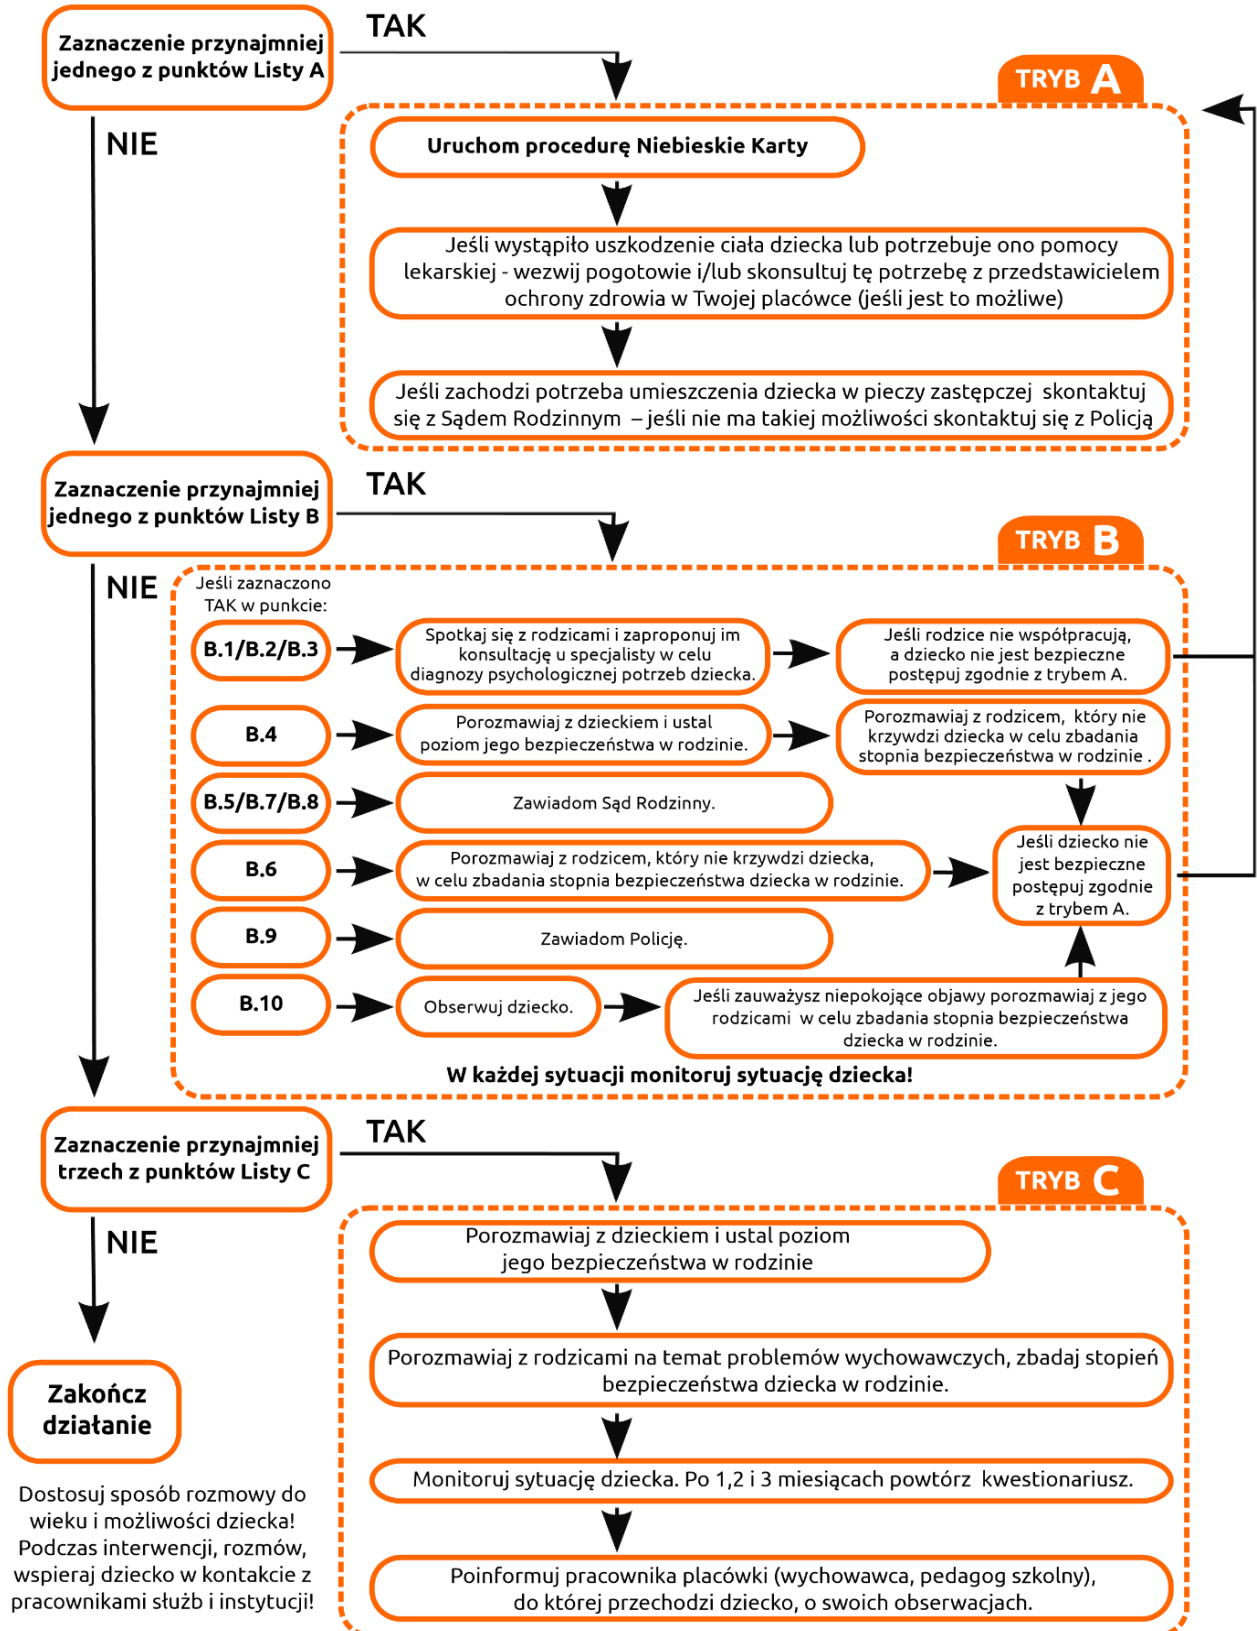 Zaznaczenie przynajmniej
jednego z punktów Listy A
TAK
NIE
TRYB A
Uruchom procedurę Niebieskie Karty
Jeśli wystąpiło uszkodzenie ciała dziecka lub potrzebuje ono pomocy
lekarskiej - wezwij pogotowie i/lub skonsultuj tę potrzebę z przedstawicielem
ochrony zdrowia w Twojej placówce (jeśli jest to możliwe)
Jeśli zachodzi potrzeba umieszczenia dziecka w pieczy zastępczej skontaktuj
się z Sądem Rodzinnym – jeśli nie ma takiej możliwości skontaktuj się z Policją
Zaznaczenie przynajmniej
jednego z punktów Listy B
TAK
NIE
TRYB B
Jeśli zaznaczono
TAK w punkcie:
B.1/B.2/B.3
Spotkaj się z rodzicami i zaproponuj im
konsultację u specjalisty w celu
diagnozy psychologicznej potrzeb dziecka.
Jeśli rodzice nie współpracują,
a dziecko nie jest bezpieczne
postępuj zgodnie z trybem A.
B.4
Porozmawiaj z dzieckiem i ustal
poziom jego bezpieczeństwa w rodzinie.
Porozmawiaj z rodzicem, który nie
krzywdzi dziecka w celu zbadania
stopnia bezpieczeństwa w rodzinie .
B.5/B.7/B.8
Zawiadom Sąd Rodzinny.
B.6
Porozmawiaj z rodzicem, który nie krzywdzi dziecka,
w celu zbadania stopnia bezpieczeństwa dziecka w rodzinie.
Jeśli dziecko nie
jest bezpieczne
postępuj zgodnie
z trybem A.
B.9
Zawiadom Policję.
B.10
Obserwuj dziecko.
Jeśli zauważysz niepokojące objawy porozmawiaj z jego
rodzicami w celu zbadania stopnia bezpieczeństwa
dziecka w rodzinie.
W każdej sytuacji monitoruj sytuację dziecka!
Zaznaczenie przynajmniej
trzech z punktów Listy C
TAK
NIE
TRYB C
Porozmawiaj z dzieckiem i ustal poziom
jego bezpieczeństwa w rodzinie
Porozmawiaj z rodzicami na temat problemów wychowawczych, zbadaj stopień
bezpieczeństwa dziecka w rodzinie.
Monitoruj sytuację dziecka. Po 1,2 i 3 miesiącach powtórz kwestionariusz.
Poinformuj pracownika placówki (wychowawca, pedagog szkolny),
do której przechodzi dziecko, o swoich obserwacjach.
Zakończ
działanie
Dostosuj sposób rozmowy do
wieku i możliwości dziecka!
Podczas interwencji, rozmów,
wspieraj dziecko w kontakcie z
pracownikami służb i instytucji!